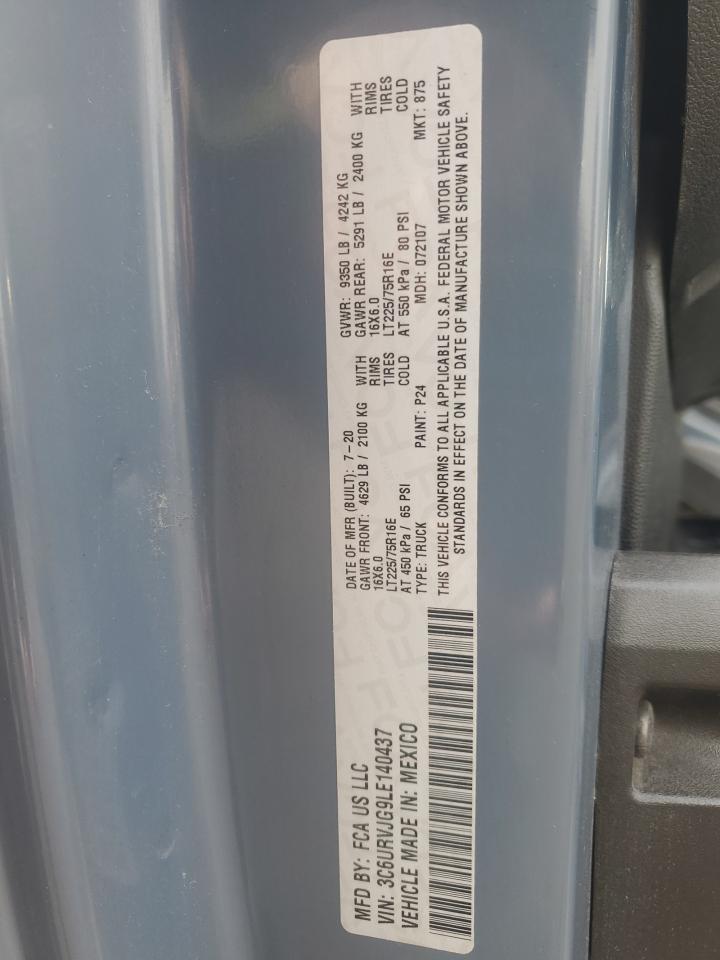 MFD BY: FCA US LLC
VIN: 3C6URVJG9LE140437
VEHICLE MADE IN: MEXICO
DATE OF MFR (BUILT): 7-20 GVWR: 9350 LB / 4242 KG
GAWR FRONT: 4629 LB / 2100 KG WITH GAWR REAR: 5291 LB / 2400 KG WITH
16X6.0 RIMS 16X6.0 RIMS
LT225/75R16E TIRES LT225/75R16E TIRES
AT 450 kPa / 65 PSI COLD AT 550 kPa / 80 PSI COLD
TYPE: TRUCK PAINT: P24 MDH: 072107 MKT: 875
THIS VEHICLE CONFORMS TO ALL APPLICABLE U.S.A. FEDERAL MOTOR VEHICLE SAFETY
STANDARDS IN EFFECT ON THE DATE OF MANUFACTURE SHOWN ABOVE.